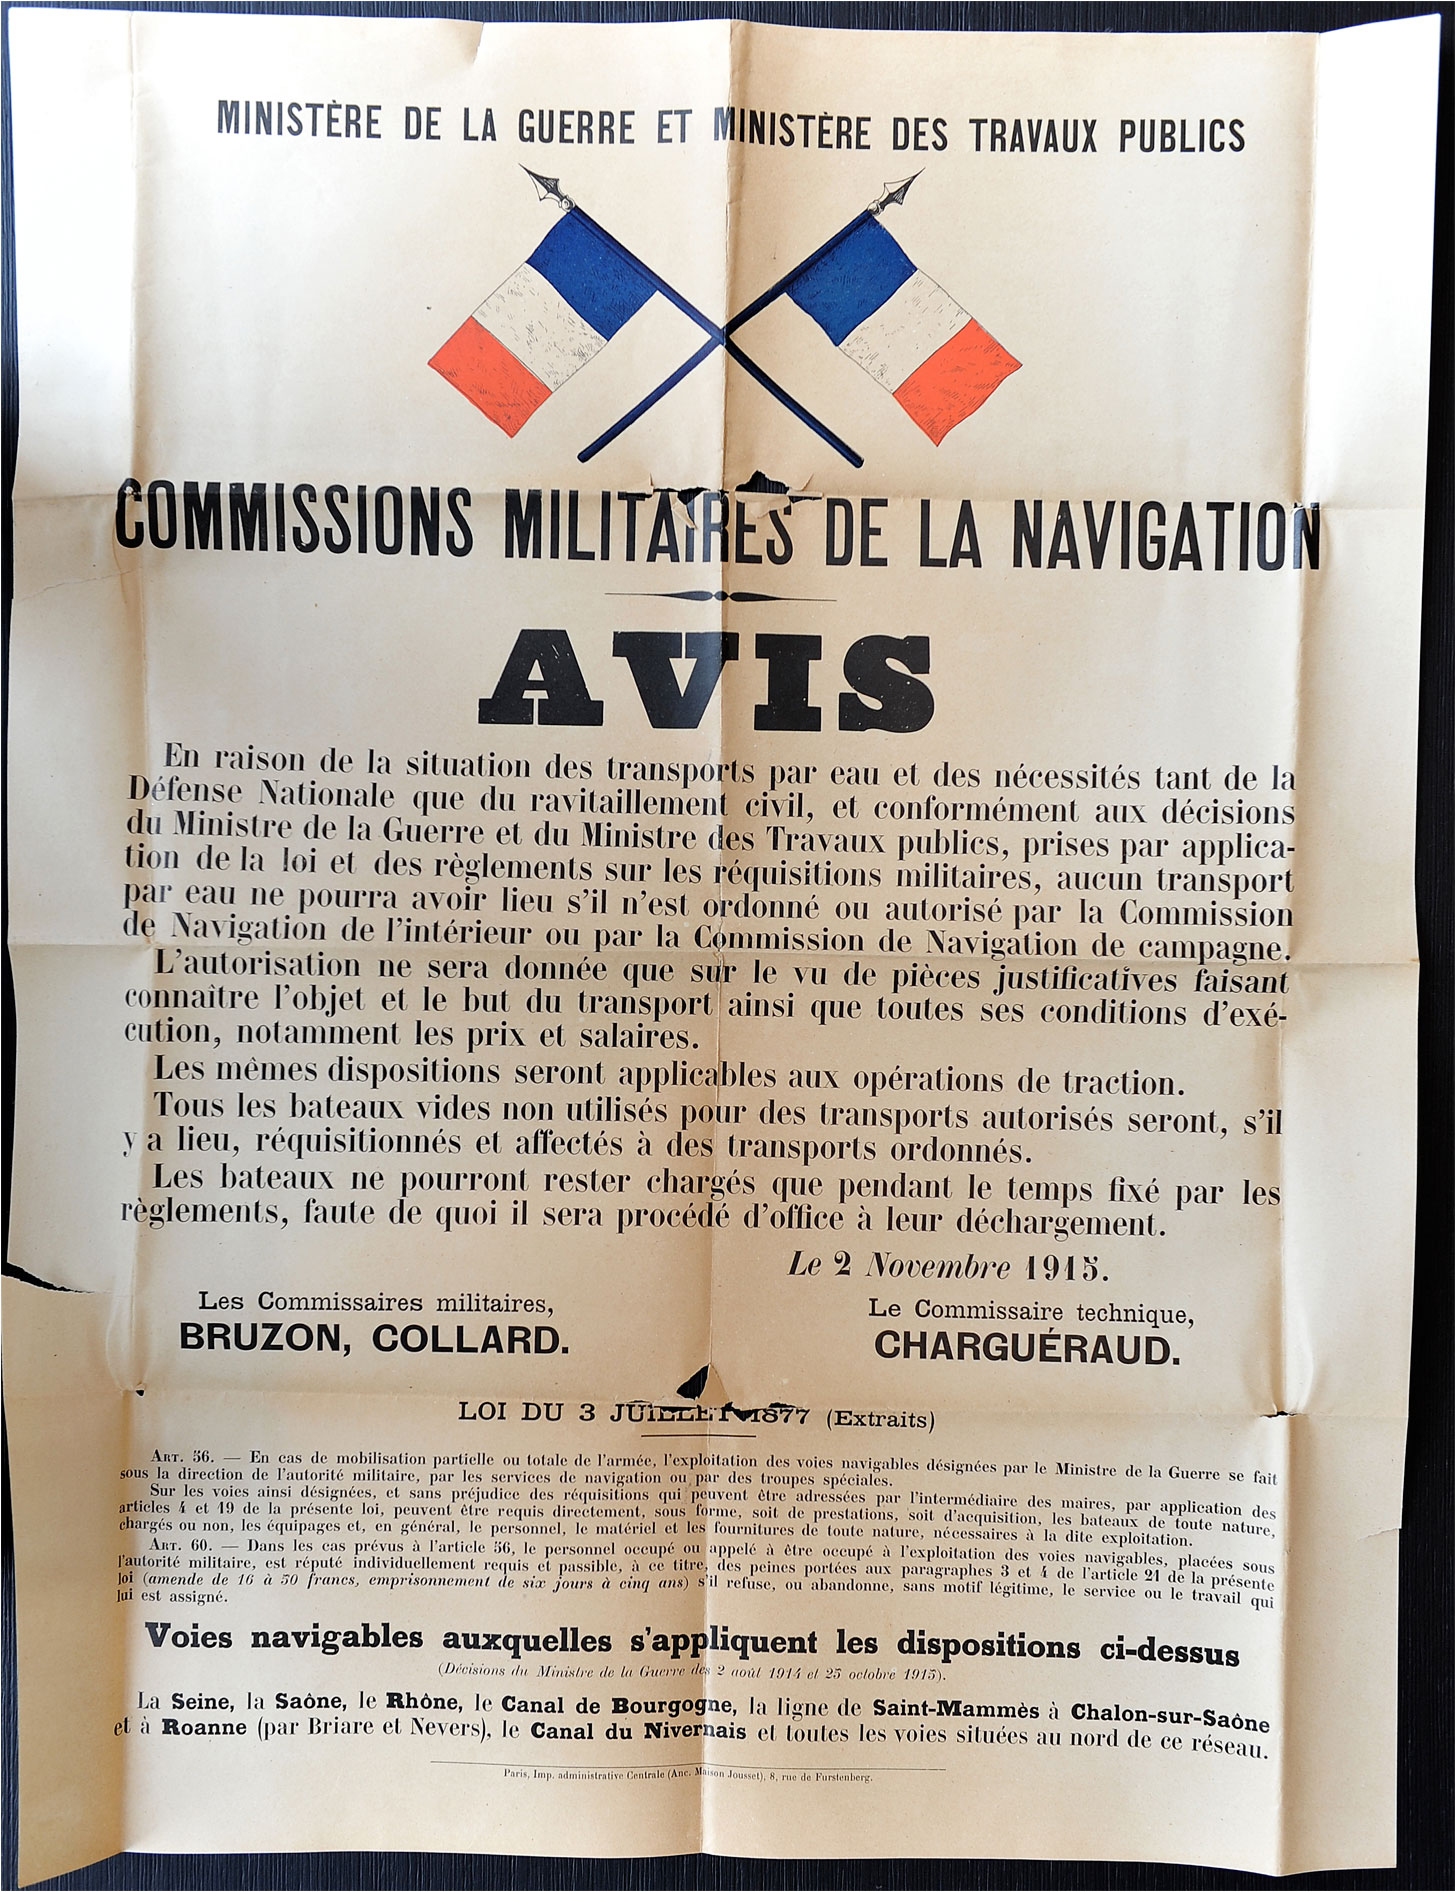 MINISTÈRE DE LA GUERRE ET MINISTÈRE DES TRAVAUX PUBLICS
COMMISSIONS MILITAIRES DE LA NAVIGATION
AVIS
En raison de la situation des transports par eau et des nécessités tant de la
Défense Nationale que du ravitaillement civil, et conformément aux décisions
du Ministre de la Guerre et du Ministre des Travaux publics, prises par applica-
tion de la loi et des règlements sur les réquisitions militaires, aucun transport
par eau ne pourra avoir lieu s'il n'est ordonné ou autorisé par la Commission
de Navigation de l'intérieur ou par la Commission de Navigation de campagne.
L'autorisation ne sera donnée que sur le vu de pièces justificatives faisant
connaître l'objet et le but du transport ainsi que toutes ses conditions d'exé-
cution, notamment les prix et salaires.
Les mêmes dispositions seront applicables aux opérations de traction.
Tous les bateaux vides non utilisés pour des transports autorisés seront, s'il
y a lieu, réquisitionnés et affectés à des transports ordonnés.
Les bateaux ne pourront rester chargés que pendant le temps fixé par les
règlements, faute de quoi il sera procédé d'office à leur déchargement.
Le 2 Novembre 1915.
Les Commissaires militaires,
BRUZON, COLLARD.
Le Commissaire technique,
CHARGUÉRAUD.
LOI DU 3 JUILLET 1877 (Extraits)
ART. 56. — En cas de mobilisation partielle ou totale de l'armée, l'exploitation des voies navigables désignées par le Ministre de la Guerre se fait
sous la direction de l'autorité militaire, par les services de navigation ou par des troupes spéciales.
Sur les voies ainsi désignées, et sans préjudice des réquisitions qui peuvent être adressées par l'intermédiaire des maires, par application des
articles 4 et 19 de la présente loi, peuvent être requis directement, sous forme, soit de prestations, soit d'acquisition, les bateaux de toute nature,
chargés ou non, les équipages et, en général, le personnel, le matériel et les fournitures de toute nature, nécessaires à la dite exploitation.
ART. 60. — Dans les cas prévus à l'article 56, le personnel occupé ou appelé à être occupé à l'exploitation des voies navigables, placées sous
l'autorité militaire, est réputé individuellement requis et passible, à ce titre, des peines portées aux paragraphes 3 et 4 de l'article 21 de la présente
loi (amende de 16 à 50 francs, emprisonnement de six jours à cinq ans) s'il refuse, ou abandonne, sans motif légitime, le service ou le travail qui
lui est assigné.
Voies navigables auxquelles s'appliquent les dispositions ci-dessus
(Décisions du Ministre de la Guerre des 2 août 1914 et 25 octobre 1915).
La Seine, la Saône, le Rhône, le Canal de Bourgogne, la ligne de Saint-Mammès à Chalon-sur-Saône
et à Roanne (par Briare et Nevers), le Canal du Nivernais et toutes les voies situées au nord de ce réseau.
Paris, Imp. administrative Centrale (Anc. Maison Jousset), 8, rue de Furstenberg.